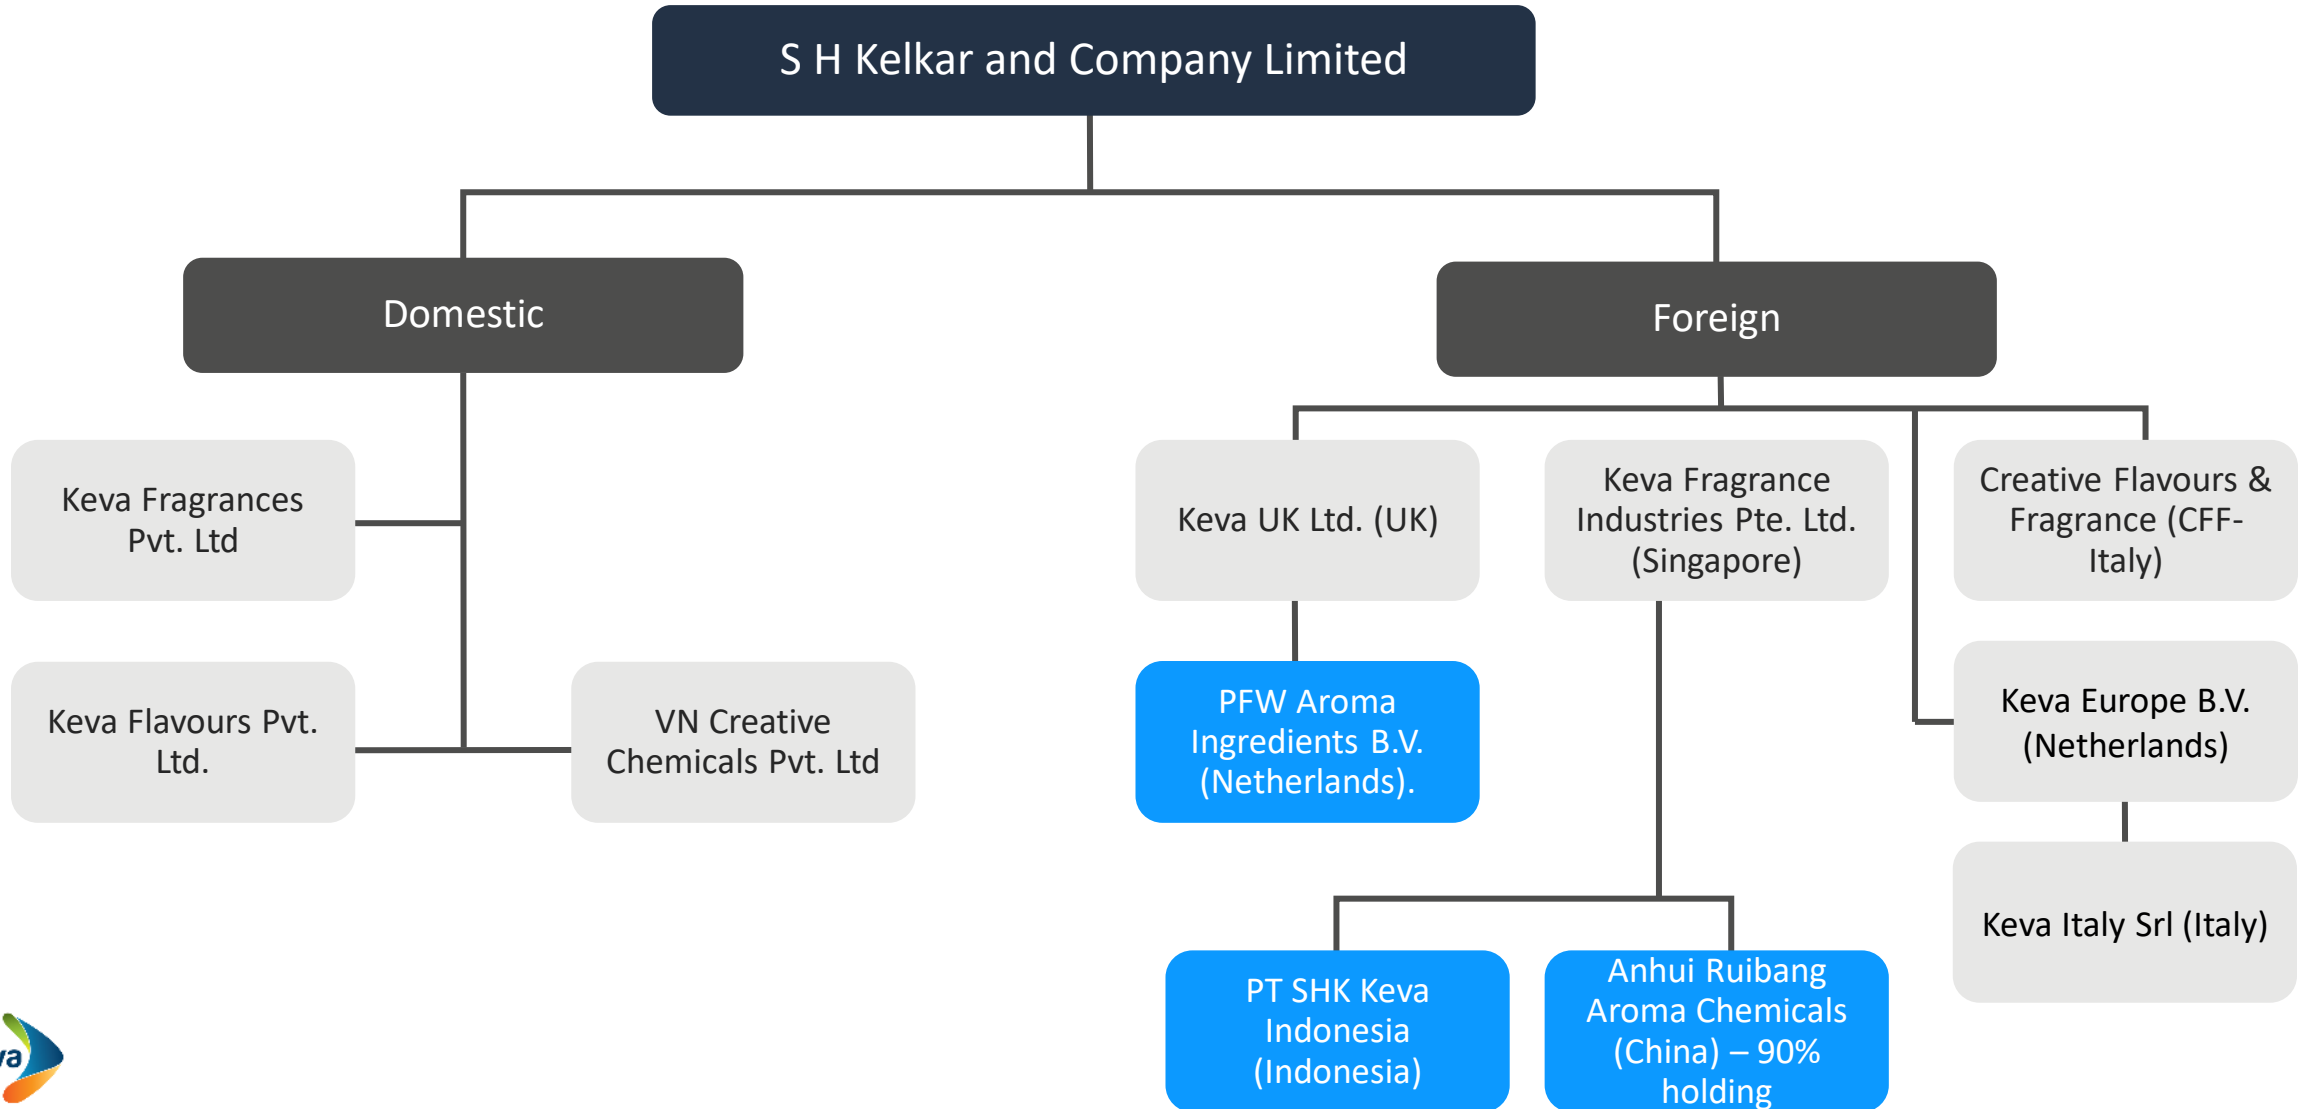 S H Kelkar and Company Limited
Domestic
Foreign
Keva Fragrances
Pvt. Ltd
Keva Flavours Pvt.
Ltd.
VN Creative
Chemicals Pvt. Ltd
Keva UK Ltd. (UK)
PFW Aroma
Ingredients B.V.
(Netherlands).
Keva Fragrance
Industries Pte. Ltd.
(Singapore)
PT SHK Keva
Indonesia
(Indonesia)
Anhui Ruibang
Aroma Chemicals
(China) – 90%
holding
Creative Flavours &
Fragrance (CFF-
Italy)
Keva Europe B.V.
(Netherlands)
Keva Italy Srl (Italy)